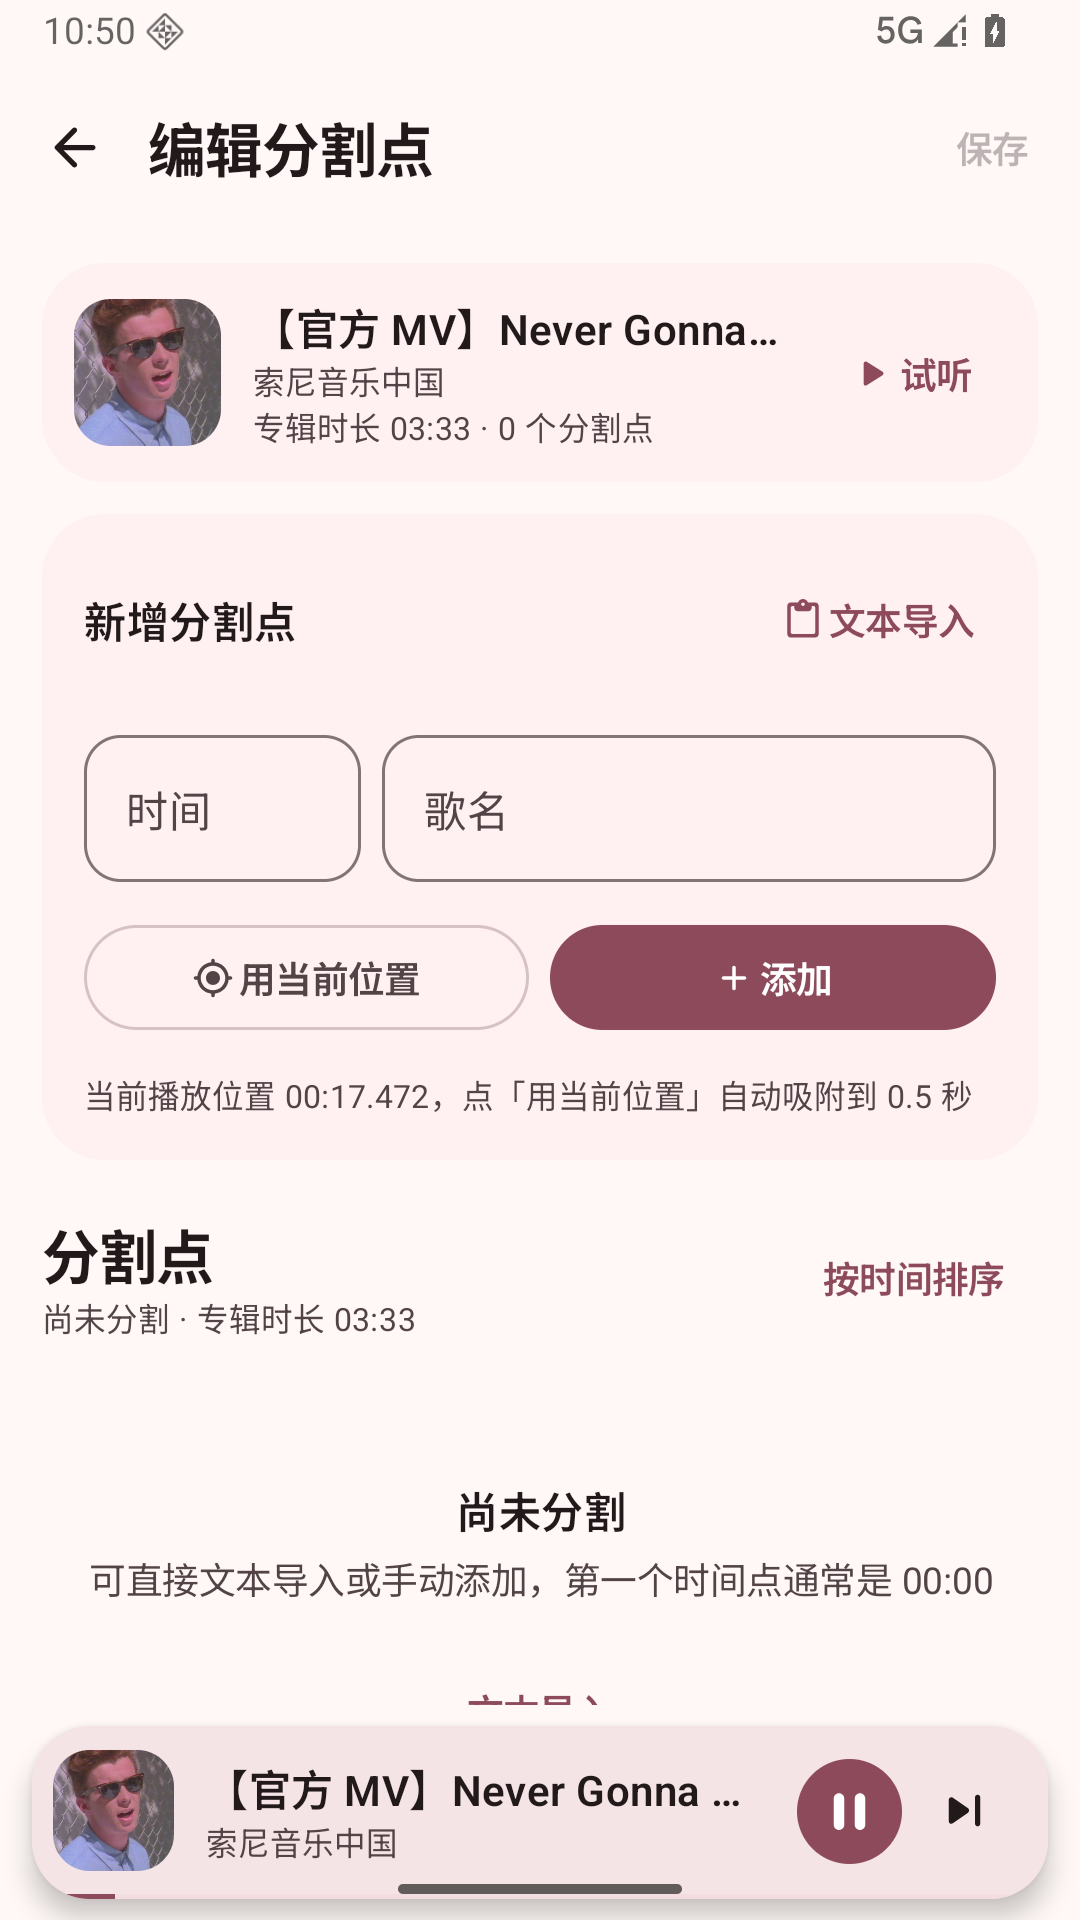 10:50
5G
编辑分割点
保存
【官方 MV】Never Gonna...
索尼音乐中国
专辑时长 03:33 · 0 个分割点
试听
新增分割点
文本导入
时间
歌名
用当前位置
添加
当前播放位置 00:17.472，点「用当前位置」自动吸附到 0.5 秒
分割点
尚未分割 · 专辑时长 03:33
按时间排序
尚未分割
可直接文本导入或手动添加，第一个时间点通常是 00:00
文本导入
【官方 MV】Never Gonna ...
索尼音乐中国